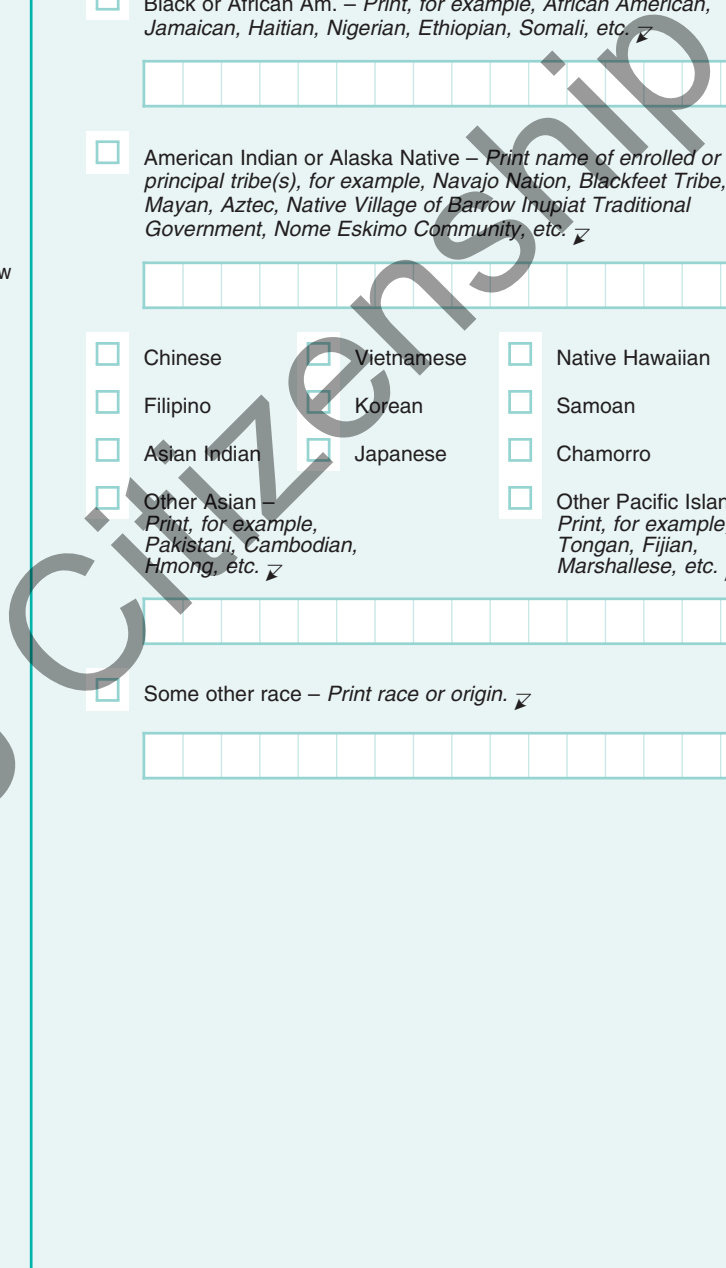 Black or African Am. – Print, for example, African American,
Jamaican, Haitian, Nigerian, Ethiopian, Somali, etc.
American Indian or Alaska Native – Print name of enrolled or
principal tribe(s), for example, Navajo Nation, Blackfeet Tribe,
Mayan, Aztec, Native Village of Barrow Inupiat Traditional
Government, Nome Eskimo Community, etc.
Chinese Vietnamese Native Hawaiian
Filipino Korean Samoan
Asian Indian Japanese Chamorro
Other Asian – Other Pacific Islan
Print, for example, Print, for example,
Pakistani, Cambodian, Tongan, Fijian,
Hmong, etc. Marshallese, etc.
Some other race – Print race or origin.
Citizenship